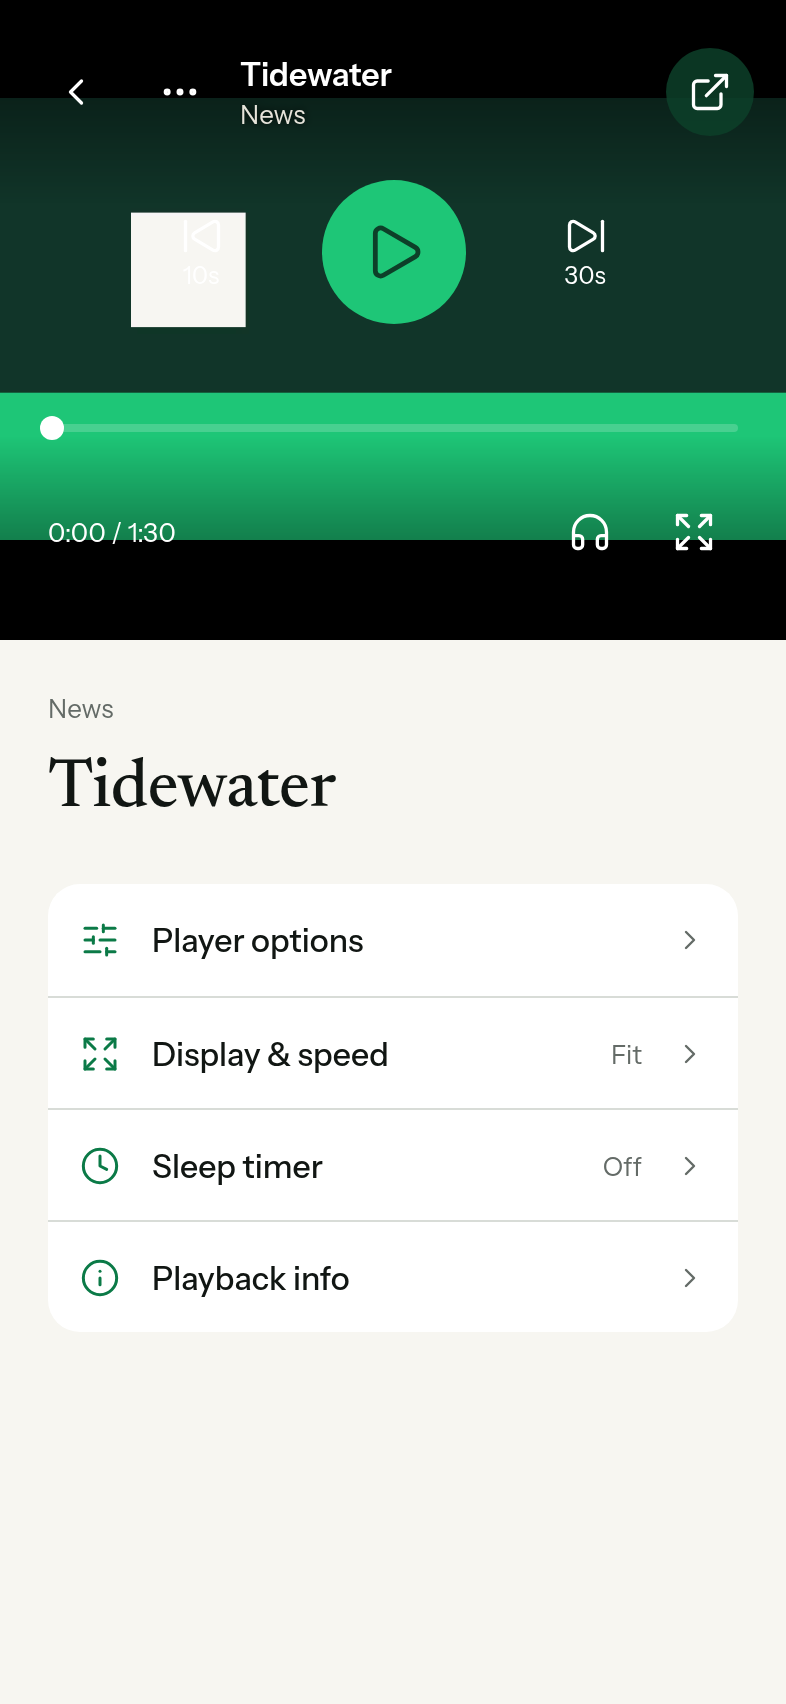 Tidewater
News
10s
30s
0:00 / 1:30
News
Tidewater
Player options
Display & speed
Fit
Sleep timer
Off
Playback info